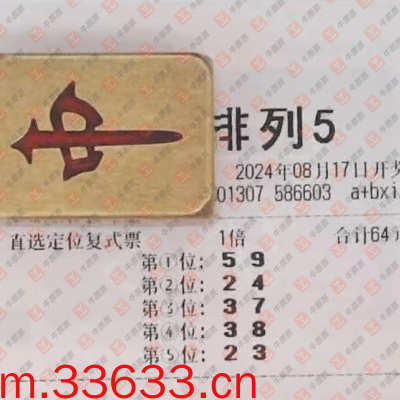 中
排列5
2024年08月17日开奖
01307 586603 a+bxi
直选定位复式票 1倍 合计64元
第①位: 5 9
第②位: 2 4
第③位: 3 7
第④位: 3 8
第⑤位: 2 3
m.33633.cn